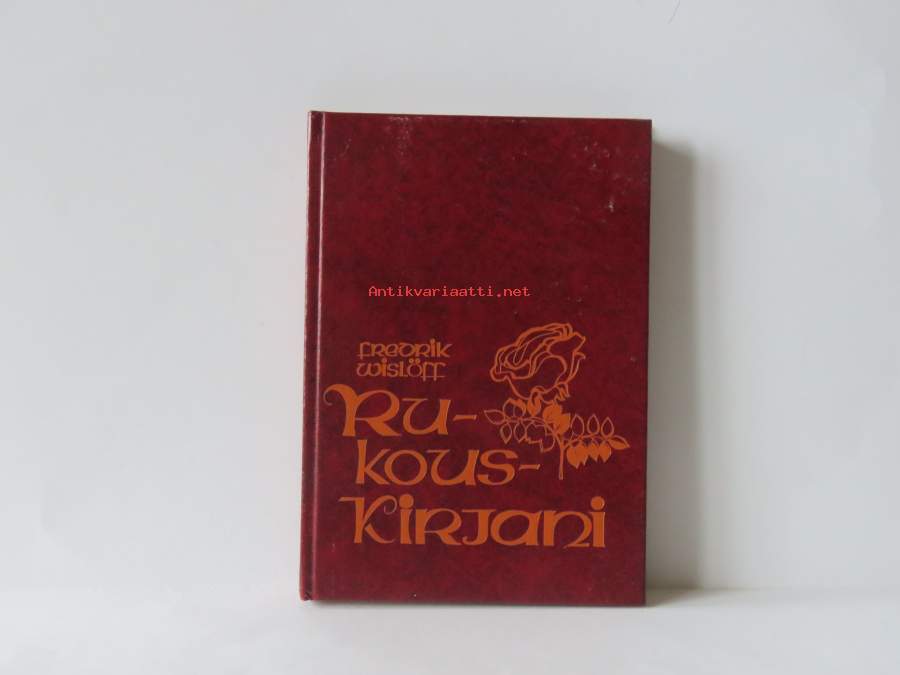 Antikvariaatti.net
Fredrik
Wislöff
Ru-
kous-
Kirjani